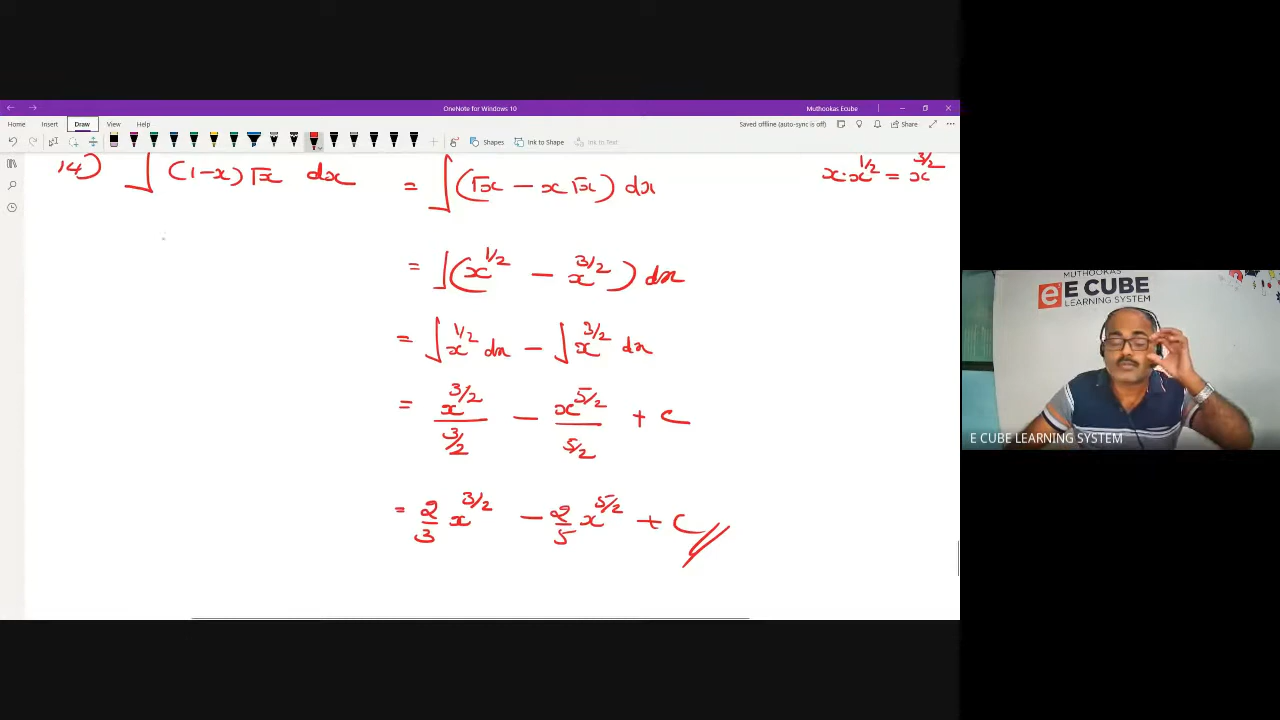 OneNote for Windows 10
Muthookas Ecube
Home Insert Draw View Help
Saved offline (auto-sync is off)
Share
Shapes
Ink to Shape
Ink to Text
14) ∫ (1-x) √x dx = ∫(√x - x√x) dx
x·x^1/2 = x^3/2
= ∫(x^1/2 - x^3/2) dx
= ∫x^1/2 dx - ∫x^3/2 dx
= x^3/2 / 3/2 - x^5/2 / 5/2 + c
= 2/3 x^3/2 - 2/5 x^5/2 + c //
MUTHOOKAS
e E CUBE
LEARNING SYSTEM
E CUBE LEARNING SYSTEM